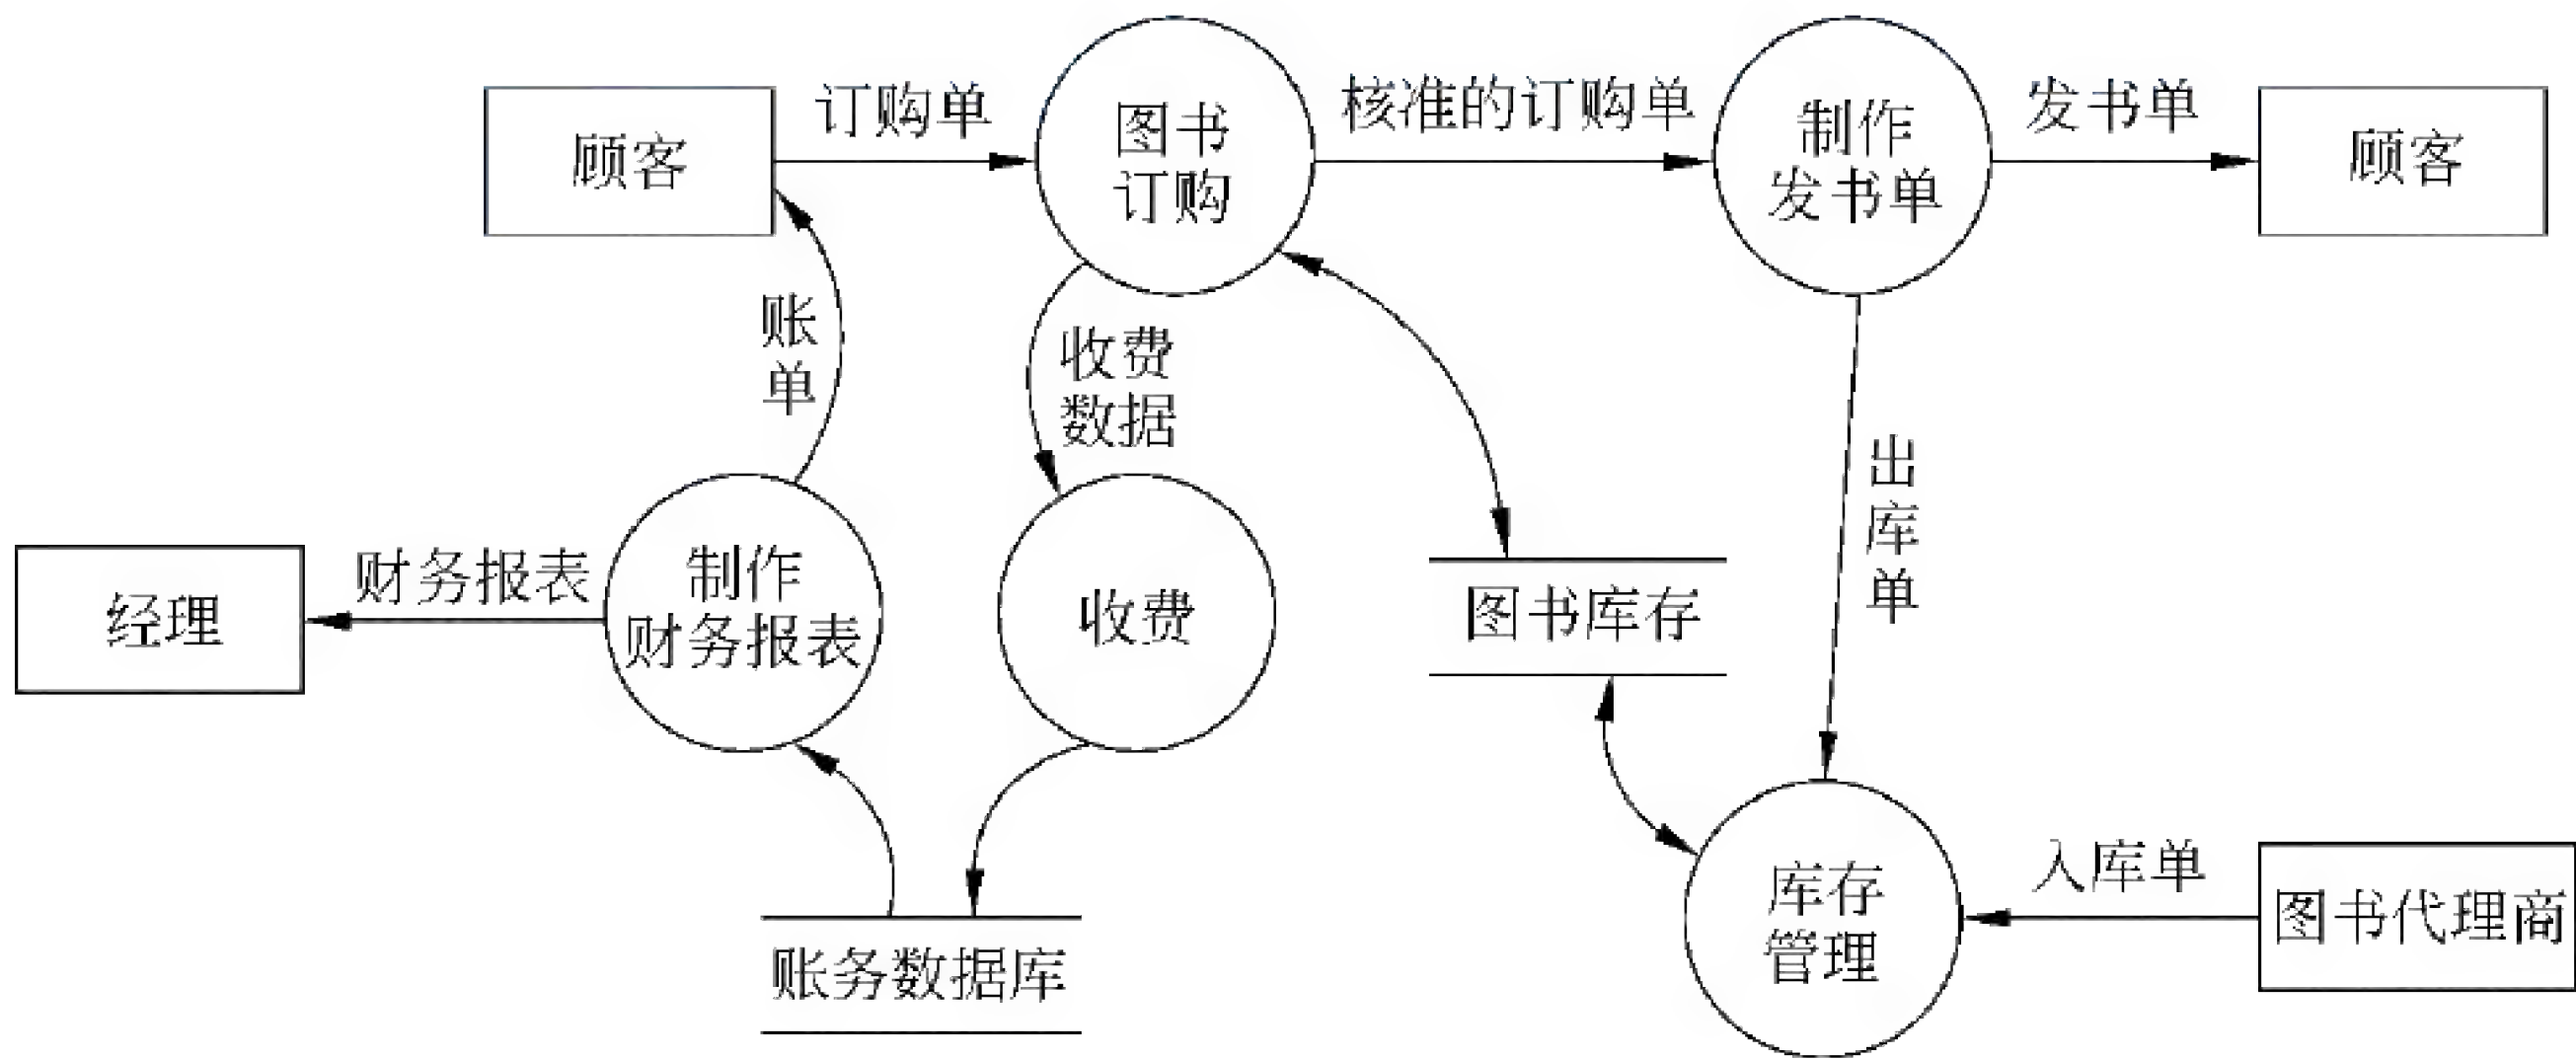 顾客
订购单
图书
订购
核准的订购单
制作
发书单
发书单
顾客
账
单
收费
数据
出
库
单
经理
财务报表
制作
财务报表
收费
图书库存
账务数据库
库存
管理
入库单
图书代理商